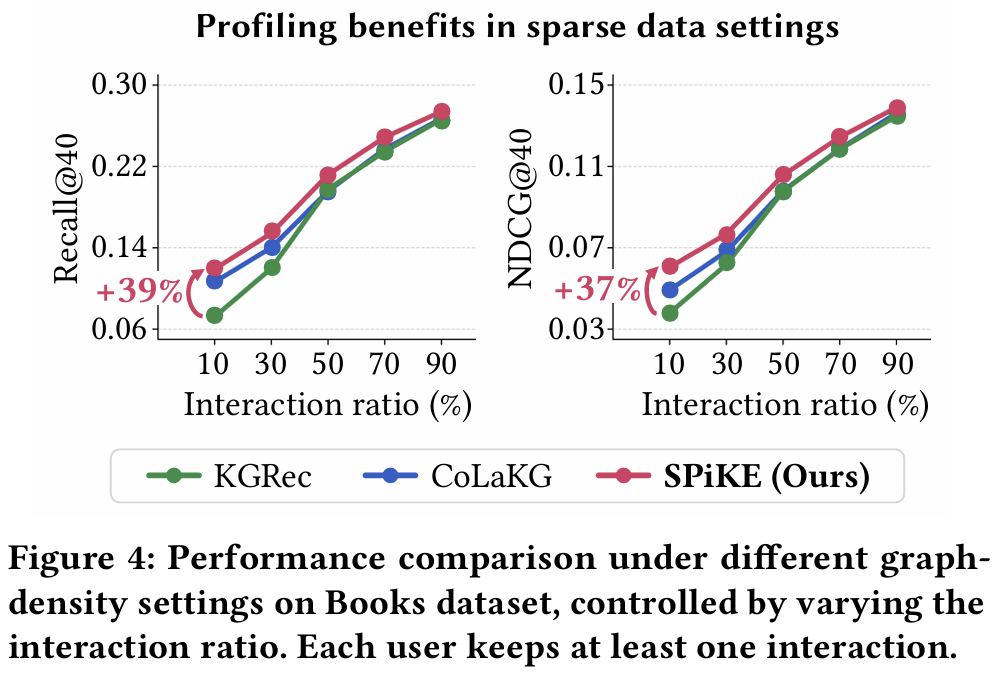 Profiling benefits in sparse data settings
Recall@40
0.30
0.22
0.14
0.06
+39%
10 30 50 70 90
Interaction ratio (%)
NDCG@40
0.15
0.11
0.07
0.03
+37%
10 30 50 70 90
Interaction ratio (%)
KGRec CoLaKG SPiKE (Ours)
Figure 4: Performance comparison under different graph-
density settings on Books dataset, controlled by varying the
interaction ratio. Each user keeps at least one interaction.